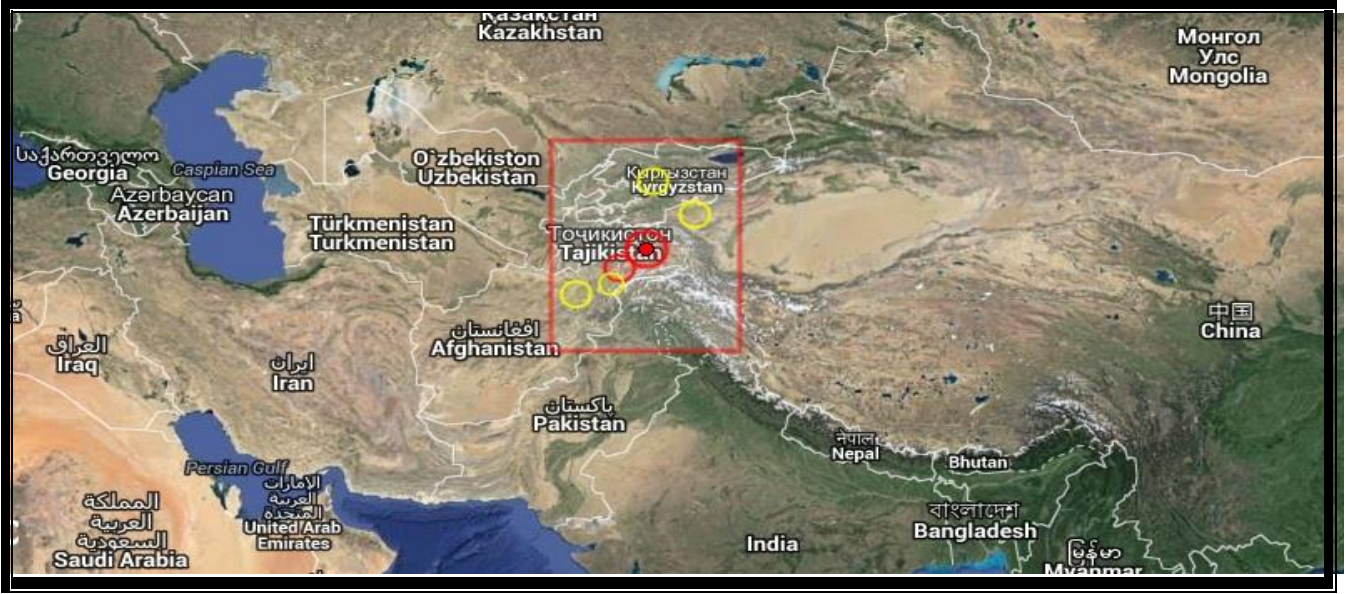 Қазақстан
Kazakhstan
Монгол
Улс
Mongolia
საქართველო
Georgia
Caspian Sea
Azərbaycan
Azerbaijan
O'zbekiston
Uzbekistan
Кыргызстан
Kyrgyzstan
Türkmenistan
Turkmenistan
Тоҷикистон
Tajikistan
افغانستان
Afghanistan
中国
China
العراق
Iraq
ایران
Iran
پاکستان
Pakistan
नेपाल
Nepal
Bhutan
Persian Gulf
الإمارات
العربية
المتحدة
United Arab
Emirates
المملكة
العربية
السعودية
Saudi Arabia
বাংলাদেশ
Bangladesh
India
မြန်မာ
Myanmar